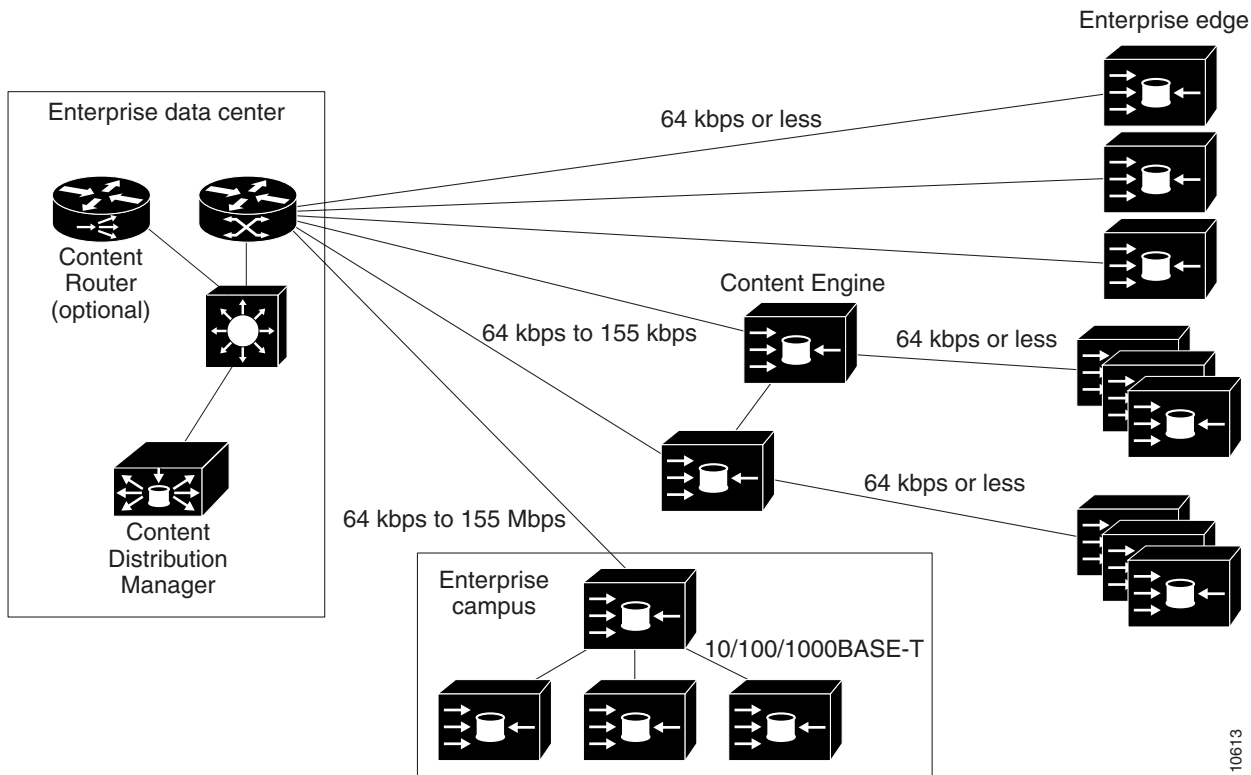 Enterprise edge
Enterprise data center
64 kbps or less
Content
Router
(optional)
Content Engine
64 kbps to 155 kbps
64 kbps or less
64 kbps or less
64 kbps to 155 Mbps
Content
Distribution
Manager
Enterprise
campus
10/100/1000BASE-T
10613